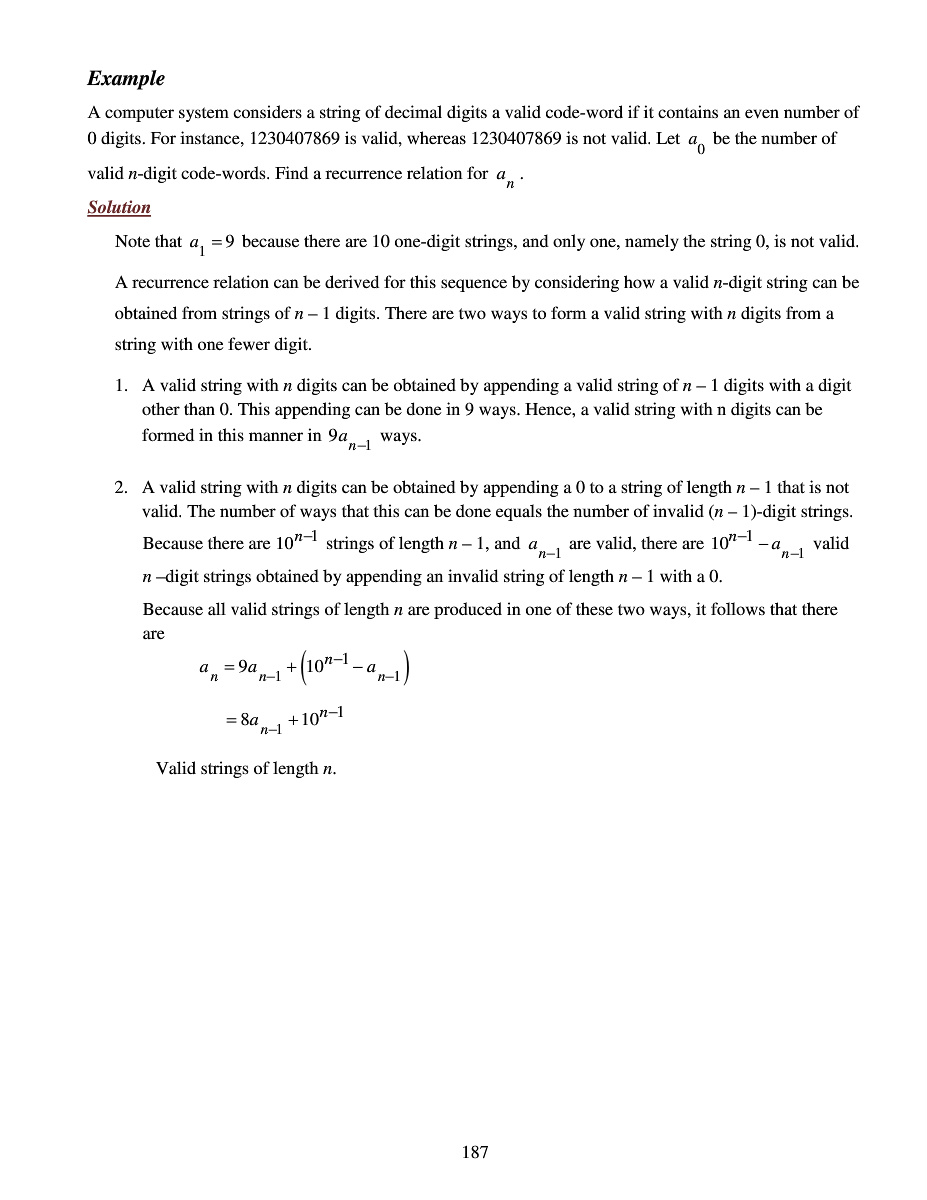 Example
A computer system considers a string of decimal digits a valid code-word if it contains an even number of
0 digits. For instance, 1230407869 is valid, whereas 1230407869 is not valid. Let a_0 be the number of
valid n-digit code-words. Find a recurrence relation for a_n .
Solution
Note that a_1 = 9 because there are 10 one-digit strings, and only one, namely the string 0, is not valid.
A recurrence relation can be derived for this sequence by considering how a valid n-digit string can be
obtained from strings of n – 1 digits. There are two ways to form a valid string with n digits from a
string with one fewer digit.
1. A valid string with n digits can be obtained by appending a valid string of n – 1 digits with a digit
other than 0. This appending can be done in 9 ways. Hence, a valid string with n digits can be
formed in this manner in 9a_{n–1} ways.
2. A valid string with n digits can be obtained by appending a 0 to a string of length n – 1 that is not
valid. The number of ways that this can be done equals the number of invalid (n – 1)-digit strings.
Because there are 10^{n–1} strings of length n – 1, and a_{n–1} are valid, there are 10^{n–1} – a_{n–1} valid
n –digit strings obtained by appending an invalid string of length n – 1 with a 0.
Because all valid strings of length n are produced in one of these two ways, it follows that there
are
a_n = 9a_{n–1} + (10^{n–1} – a_{n–1})
= 8a_{n–1} + 10^{n–1}
Valid strings of length n.
187